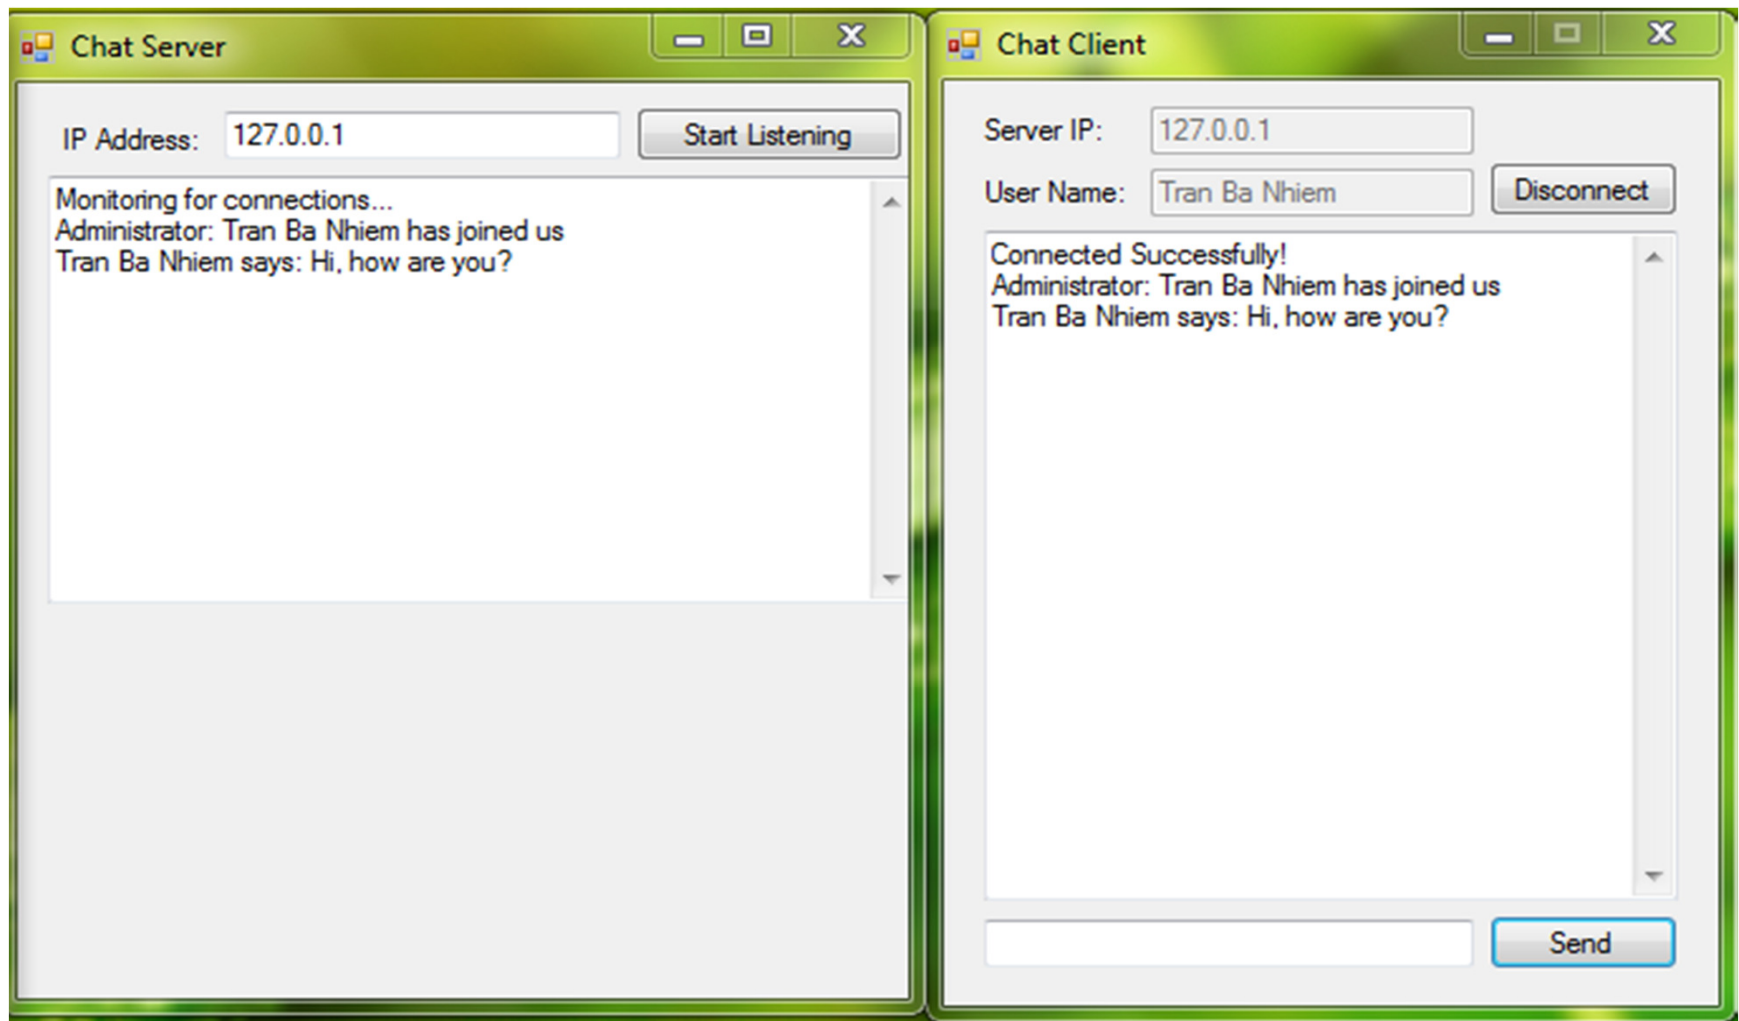 Chat Server
IP Address: 127.0.0.1 Start Listening
Monitoring for connections...
Administrator: Tran Ba Nhiem has joined us
Tran Ba Nhiem says: Hi, how are you?
Chat Client
Server IP: 127.0.0.1
User Name: Tran Ba Nhiem Disconnect
Connected Successfully!
Administrator: Tran Ba Nhiem has joined us
Tran Ba Nhiem says: Hi, how are you?
Send